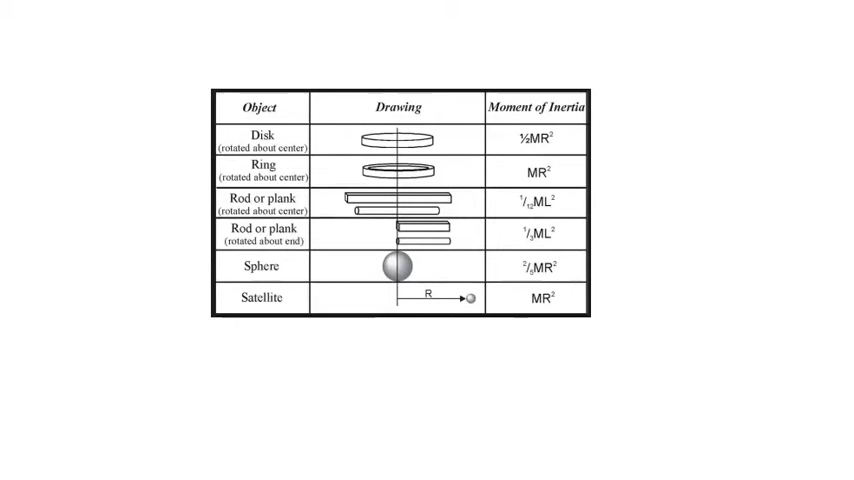 Object Drawing Moment of Inertia
Disk
(rotated about center)
½MR²
Ring
(rotated about center)
MR²
Rod or plank
(rotated about center)
¹/₁₂ML²
Rod or plank
(rotated about end)
¹/₃ML²
Sphere
²/₅MR²
Satellite
R
MR²